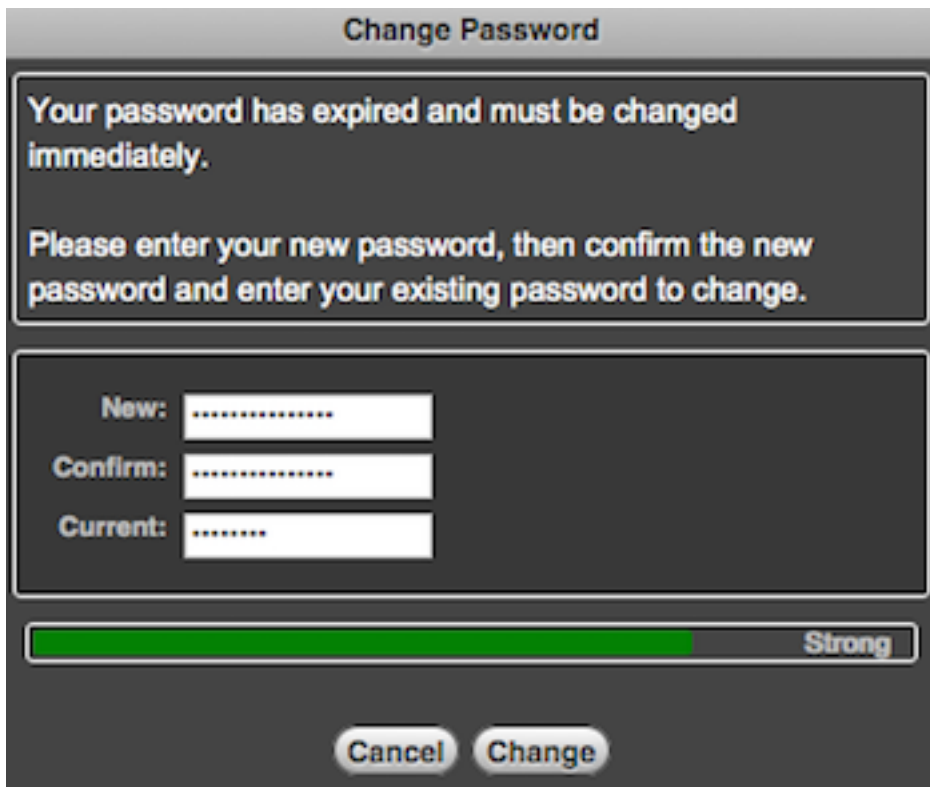 Change Password
Your password has expired and must be changed
immediately.
Please enter your new password, then confirm the new
password and enter your existing password to change.
New: •••••••••••••••
Confirm: •••••••••••••••
Current: ••••••••
Strong
Cancel Change